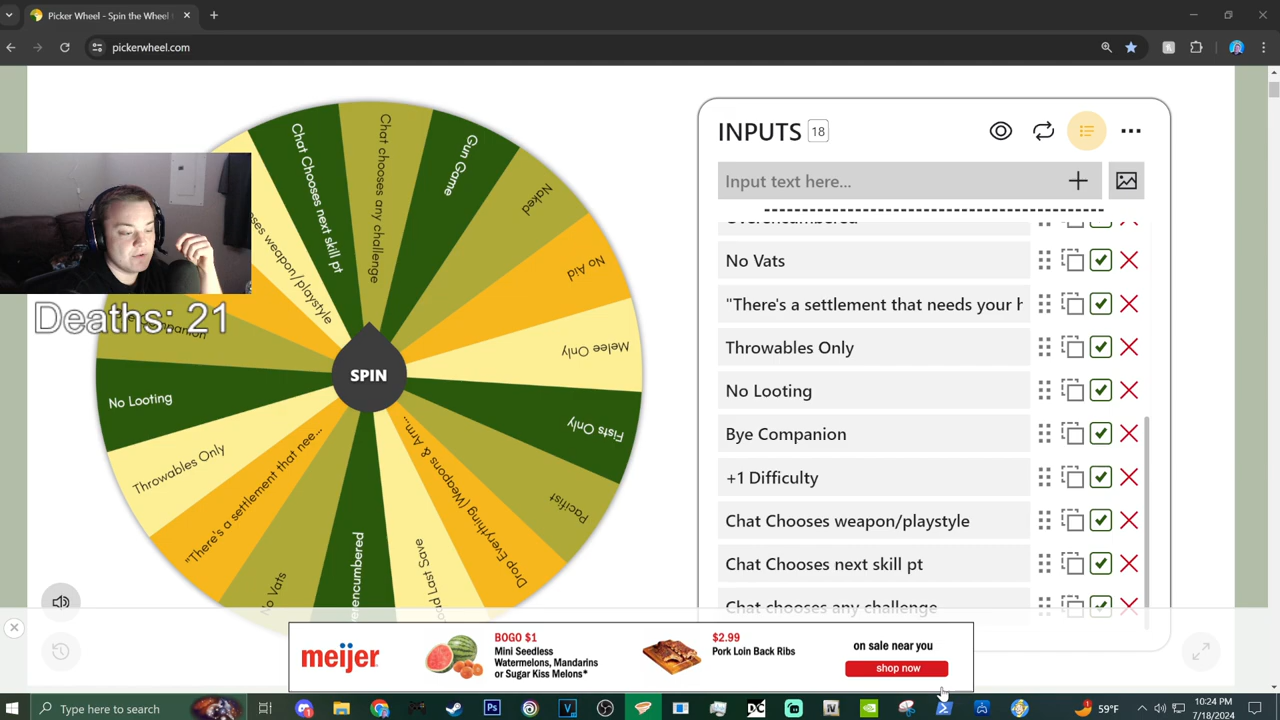 Picker Wheel - Spin the Wheel
pickerwheel.com
INPUTS 18
Input text here...
No Vats
"There's a settlement that needs your h
Throwables Only
No Looting
Bye Companion
+1 Difficulty
Chat Chooses weapon/playstyle
Chat Chooses next skill pt
Chat chooses any challenge
Chat Chooses next skill pt
Chat chooses any challenge
Gun Game
Naked
No Aid
Melee Only
Fists Only
Pacifist
Drop Everything (Weapons & Arm...
No Vats
"There's a settlement that nee...
Throwables Only
No Looting
SPIN
Deaths: 21
meijer
BOGO $1
Mini Seedless
Watermelons, Mandarins
or Sugar Kiss Melons*
$2.99
Pork Loin Back Ribs
on sale near you
shop now
Type here to search
59°F
10:24 PM
7/18/2024